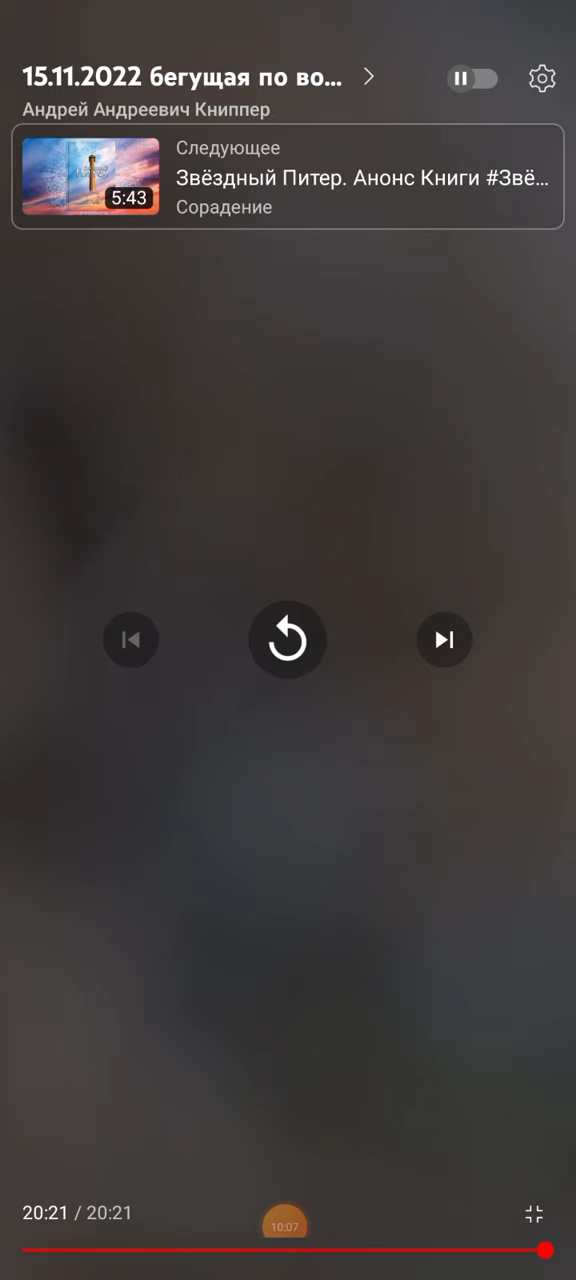 15.11.2022 бегущая по во...
Андрей Андреевич Книппер
Следующее
Звёздный Питер. Анонс Книги #Звё...
5:43
Сорадение
20:21 / 20:21
10:07